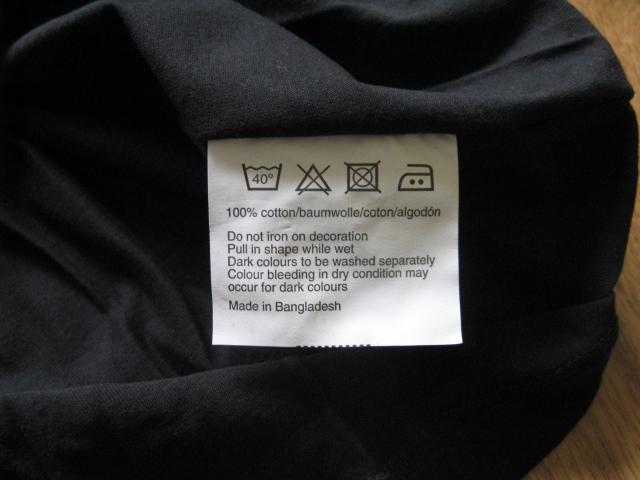 40°
100% cotton/baumwolle/coton/algodón
Do not iron on decoration
Pull in shape while wet
Dark colours to be washed separately
Colour bleeding in dry condition may
occur for dark colours
Made in Bangladesh